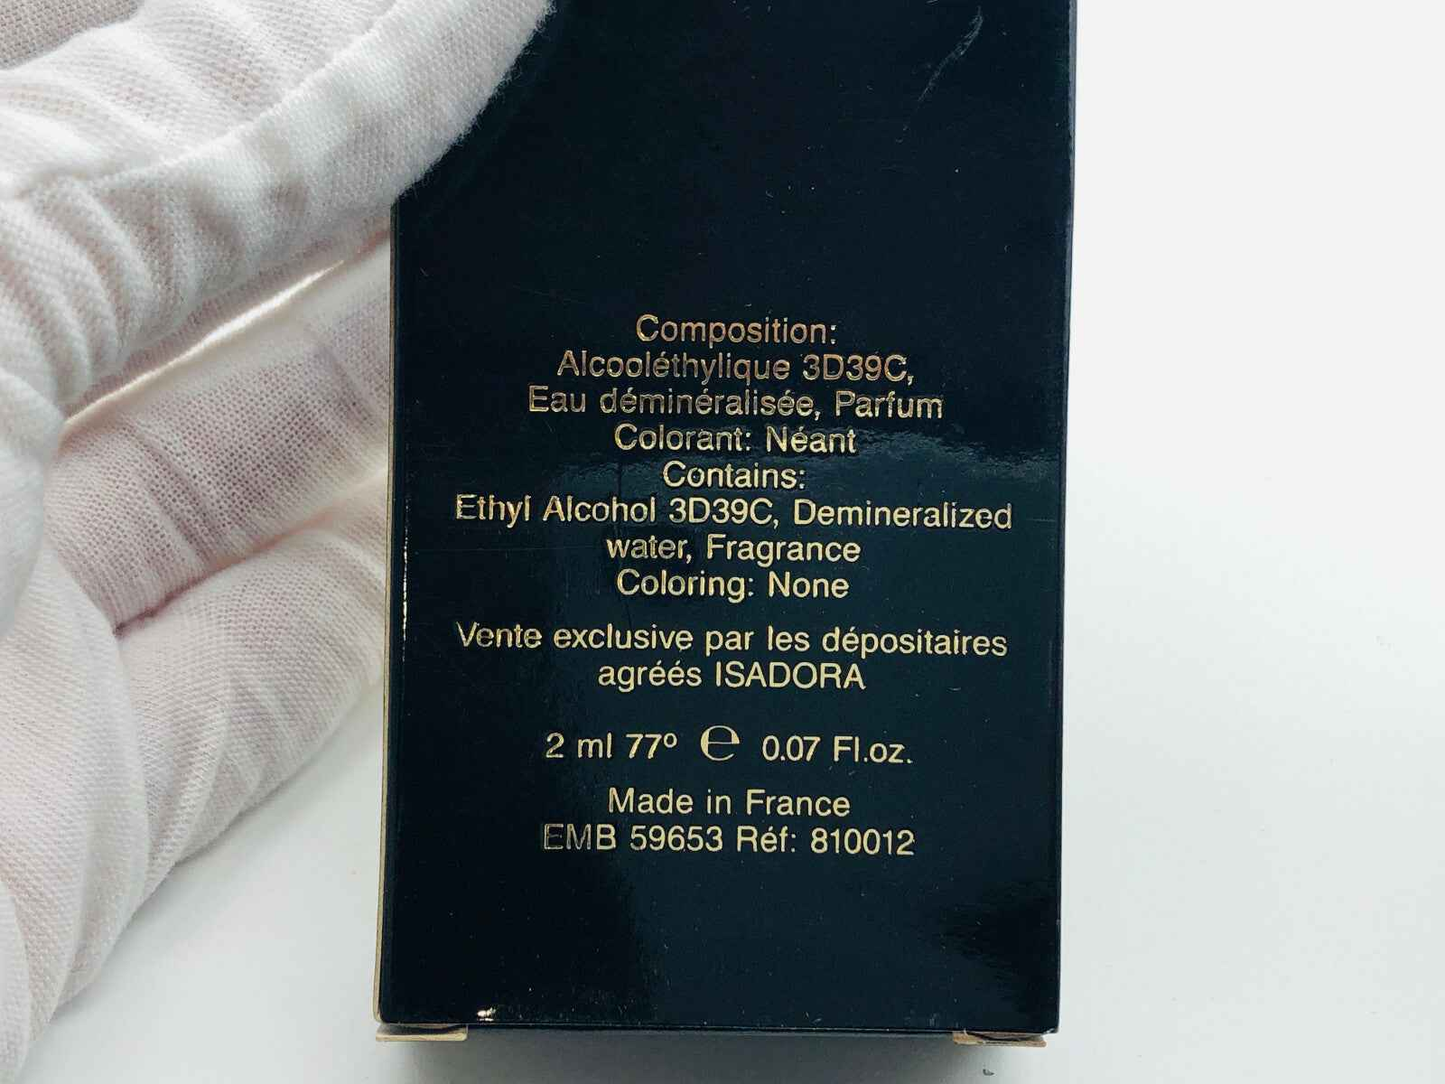 Composition:
Alcooléthylique 3D39C,
Eau déminéralisée, Parfum
Colorant: Néant
Contains:
Ethyl Alcohol 3D39C, Demineralized
water, Fragrance
Coloring: None
Vente exclusive par les dépositaires
agréés ISADORA
2 ml 77º ℮ 0.07 Fl.oz.
Made in France
EMB 59653 Réf: 810012